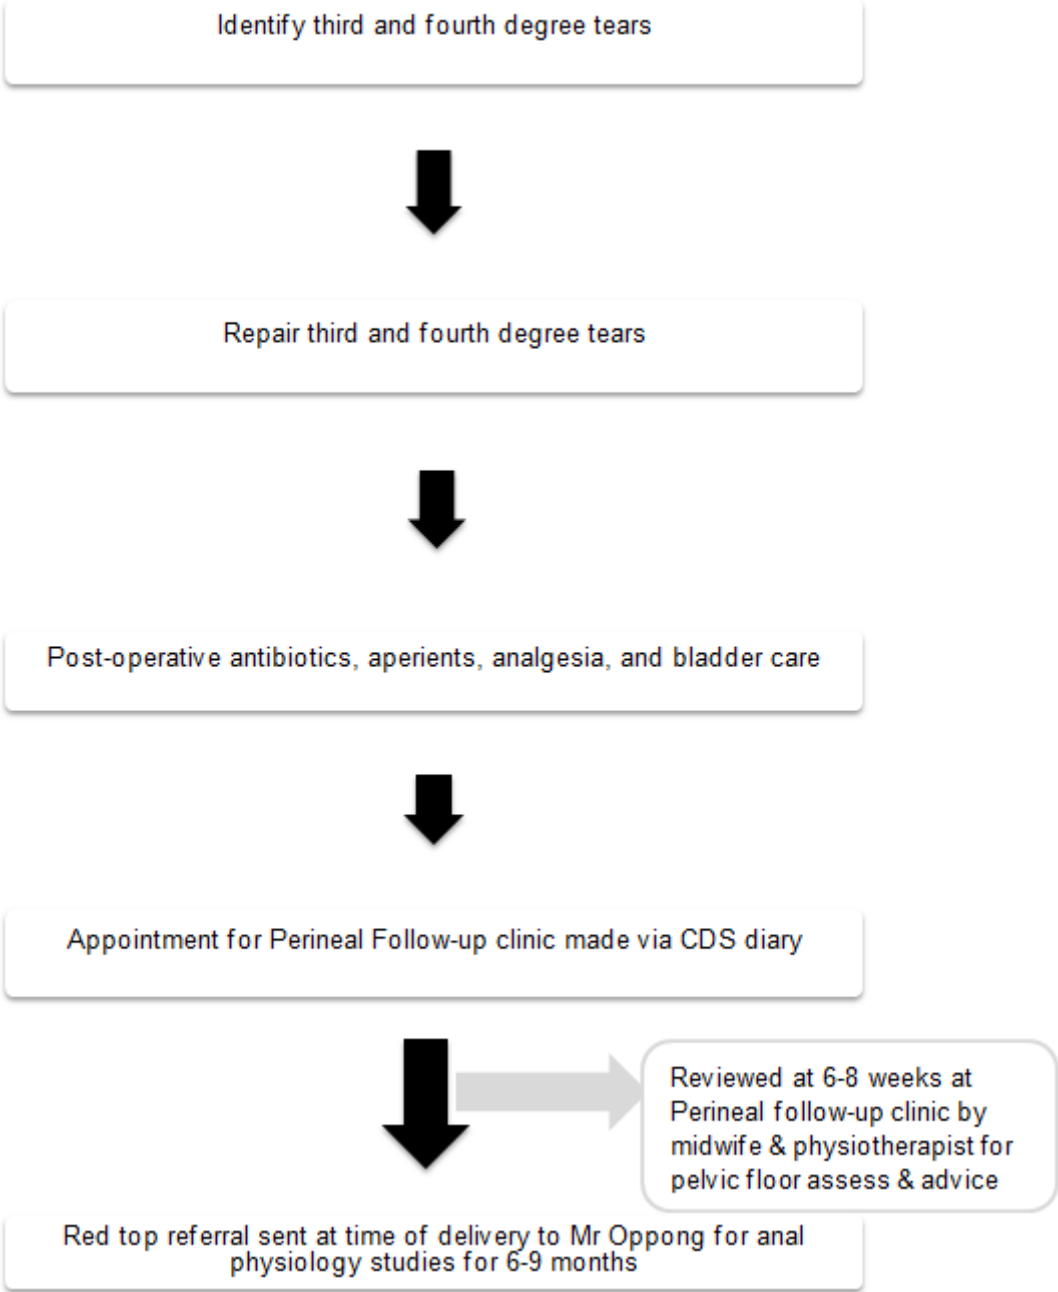 Identify third and fourth degree tears
Repair third and fourth degree tears
Post-operative antibiotics, aperients, analgesia, and bladder care
Appointment for Perineal Follow-up clinic made via CDS diary
Reviewed at 6-8 weeks at
Perineal follow-up clinic by
midwife & physiotherapist for
pelvic floor assess & advice
Red top referral sent at time of delivery to Mr Oppong for anal
physiology studies for 6-9 months